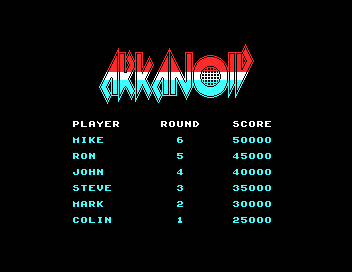 ARKANOID
PLAYER ROUND SCORE
MIKE 6 50000
RON 5 45000
JOHN 4 40000
STEVE 3 35000
MARK 2 30000
COLIN 1 25000